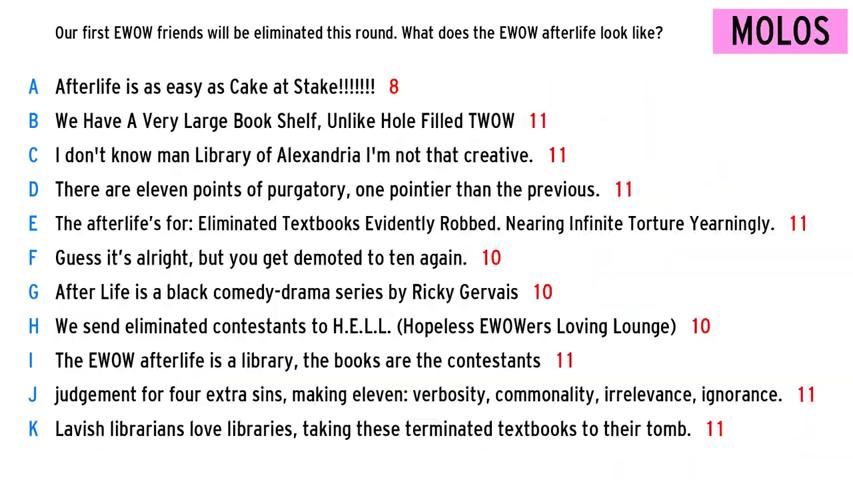 Our first EWOW friends will be eliminated this round. What does the EWOW afterlife look like?
MOLOS
A Afterlife is as easy as Cake at Stake!!!!!!! 8
B We Have A Very Large Book Shelf, Unlike Hole Filled TWOW 11
C I don't know man Library of Alexandria I'm not that creative. 11
D There are eleven points of purgatory, one pointier than the previous. 11
E The afterlife's for: Eliminated Textbooks Evidently Robbed. Nearing Infinite Torture Yearningly. 11
F Guess it's alright, but you get demoted to ten again. 10
G After Life is a black comedy-drama series by Ricky Gervais 10
H We send eliminated contestants to H.E.L.L. (Hopeless EWOWers Loving Lounge) 10
I The EWOW afterlife is a library, the books are the contestants 11
J judgement for four extra sins, making eleven: verbosity, commonality, irrelevance, ignorance. 11
K Lavish librarians love libraries, taking these terminated textbooks to their tomb. 11